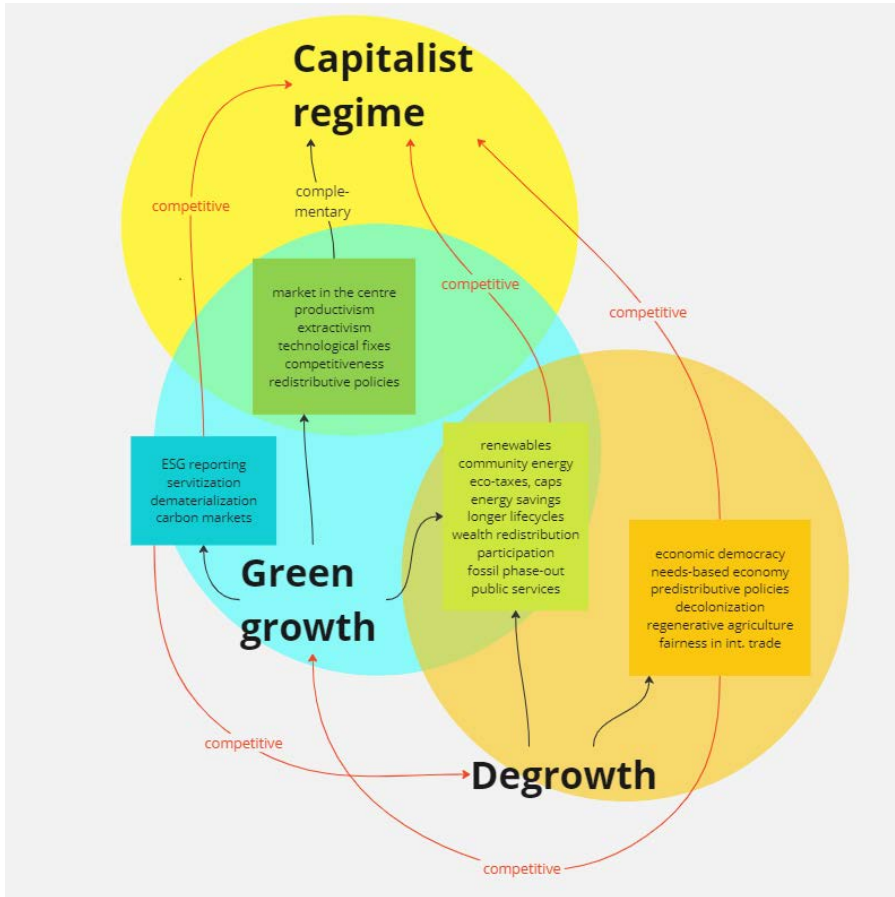 Capitalist
regime
comple-
mentary
competitive
competitive
competitive
market in the centre
productivism
extractivism
technological fixes
competitiveness
redistributive policies
ESG reporting
servitization
dematerialization
carbon markets
renewables
community energy
eco-taxes, caps
energy savings
longer lifecycles
wealth redistribution
participation
fossil phase-out
public services
economic democracy
needs-based economy
predistributive policies
decolonization
regenerative agriculture
fairness in int. trade
Green
growth
competitive
Degrowth
competitive